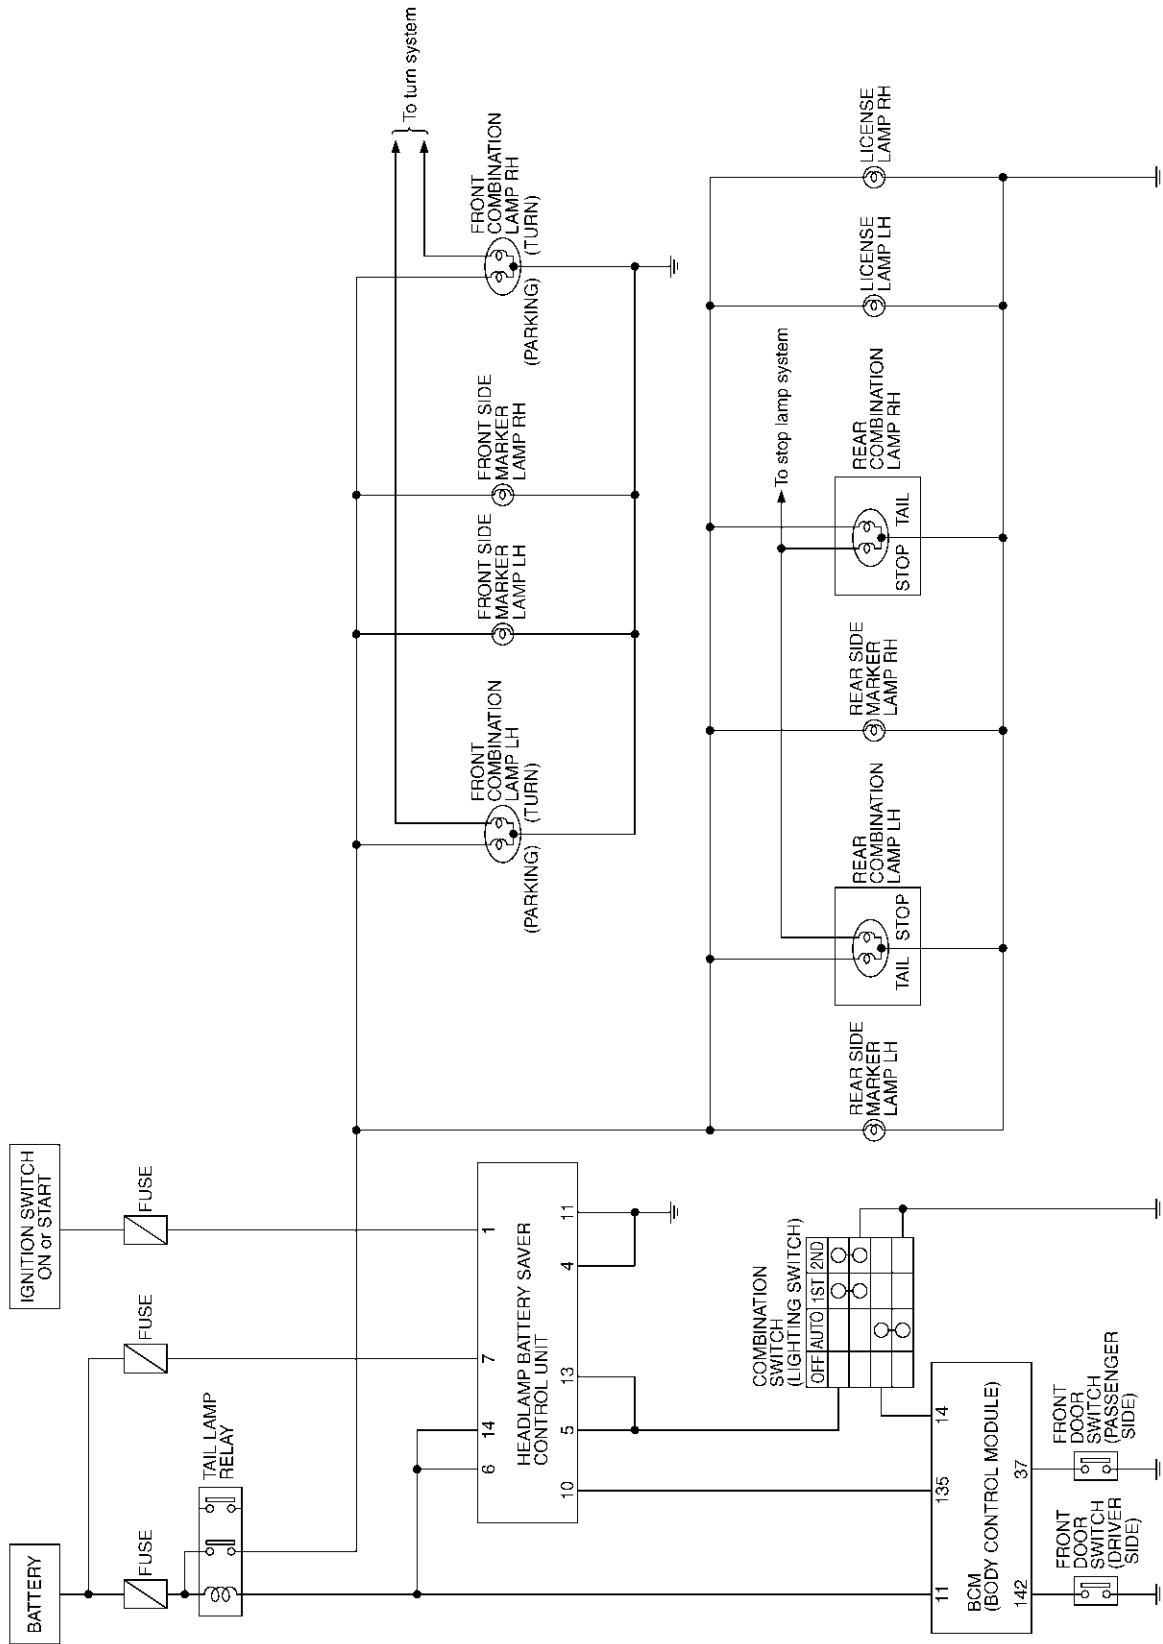 BATTERY
IGNITION SWITCH
ON or START
FUSE
FUSE
FUSE
TAIL LAMP
RELAY
To turn system
FRONT
COMBINATION
LAMP LH
(TURN)
(PARKING)
FRONT SIDE
MARKER
LAMP LH
FRONT SIDE
MARKER
LAMP RH
FRONT
COMBINATION
LAMP RH
(TURN)
(PARKING)
6
14
7
1
HEADLAMP BATTERY SAVER
CONTROL UNIT
10
5
13
4
11
To stop lamp system
REAR SIDE
MARKER
LAMP LH
REAR
COMBINATION
LAMP LH
TAIL
STOP
REAR SIDE
MARKER
LAMP RH
REAR
COMBINATION
LAMP RH
STOP
TAIL
LICENSE
LAMP LH
LICENSE
LAMP RH
COMBINATION
SWITCH
(LIGHTING SWITCH)
OFF
AUTO
1ST
2ND
11
135
14
BCM
(BODY CONTROL MODULE)
142
37
FRONT
DOOR
SWITCH
(DRIVER
SIDE)
FRONT
DOOR
SWITCH
(PASSENGER
SIDE)